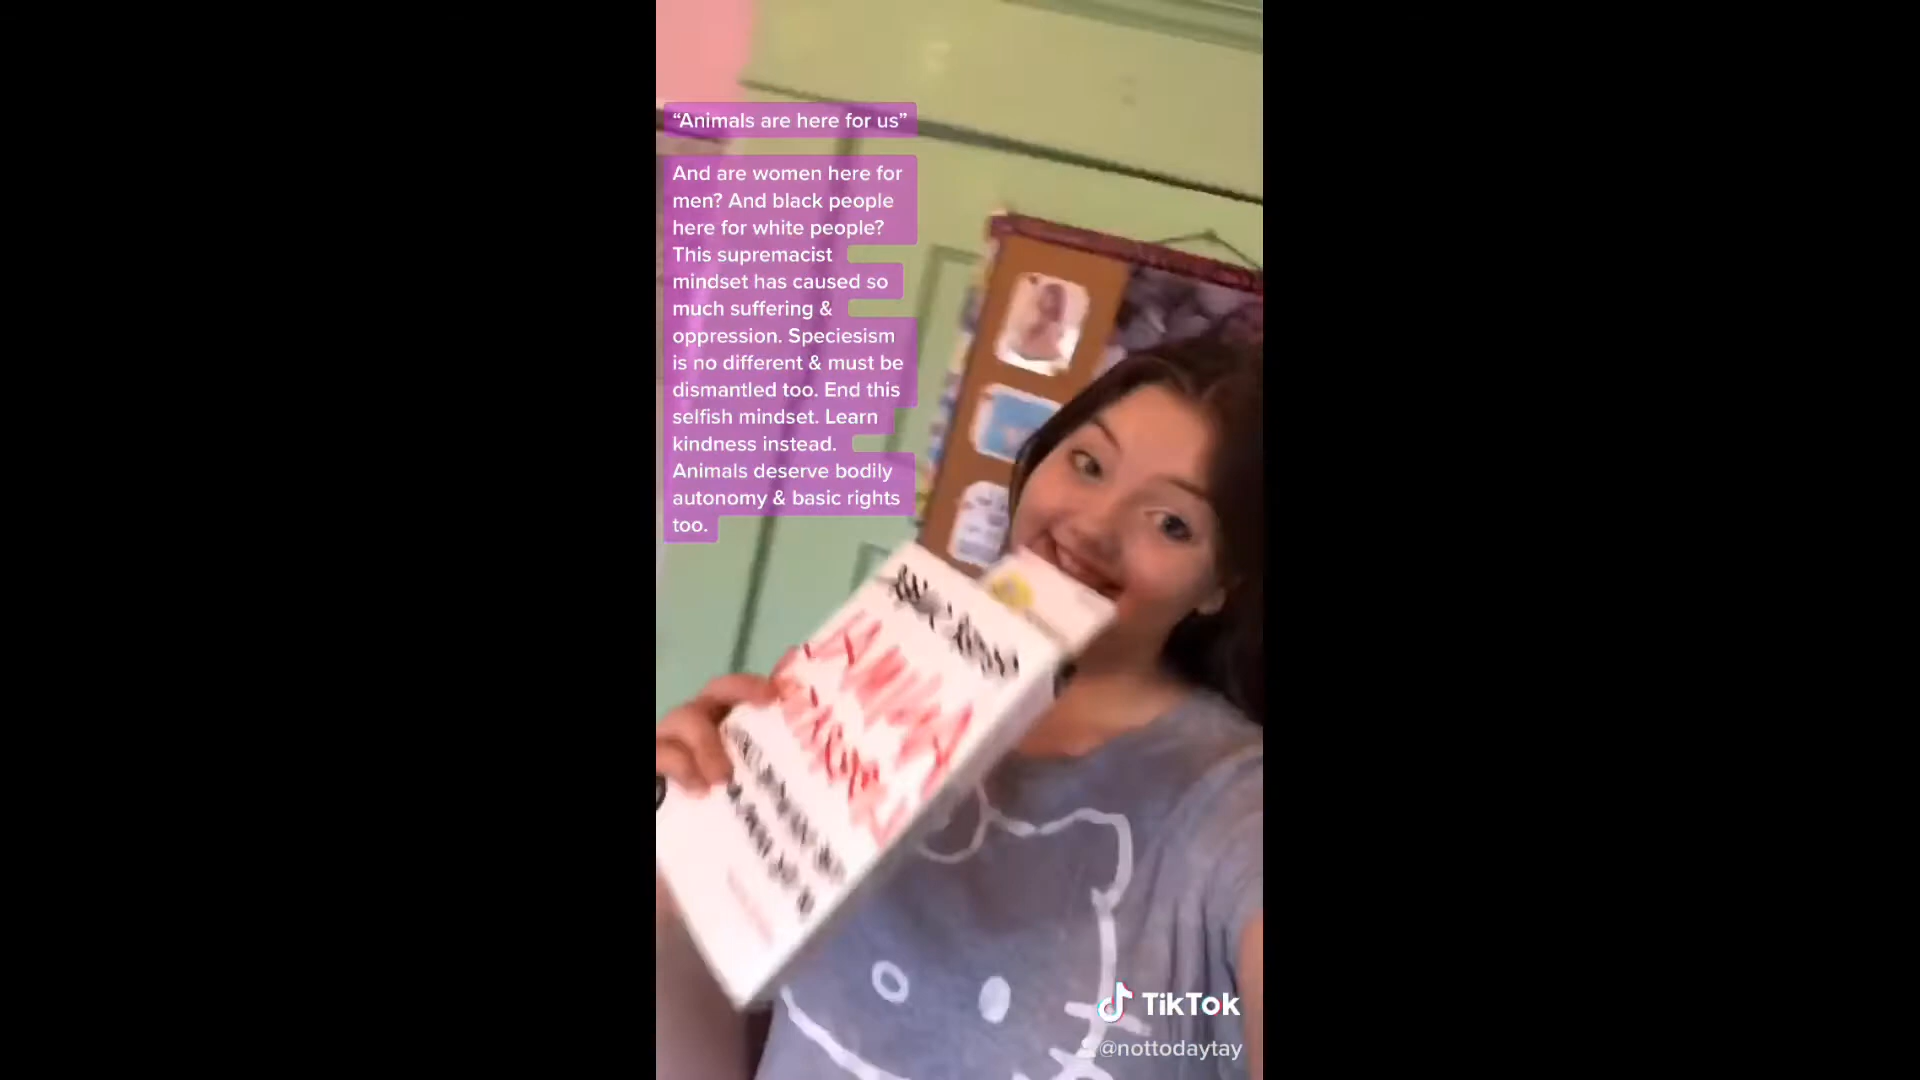 “Animals are here for us”
And are women here for
men? And black people
here for white people?
This supremacist
mindset has caused so
much suffering &
oppression. Speciesism
is no different & must be
dismantled too. End this
selfish mindset. Learn
kindness instead.
Animals deserve bodily
autonomy & basic rights
too.
TikTok
@nottodaytay